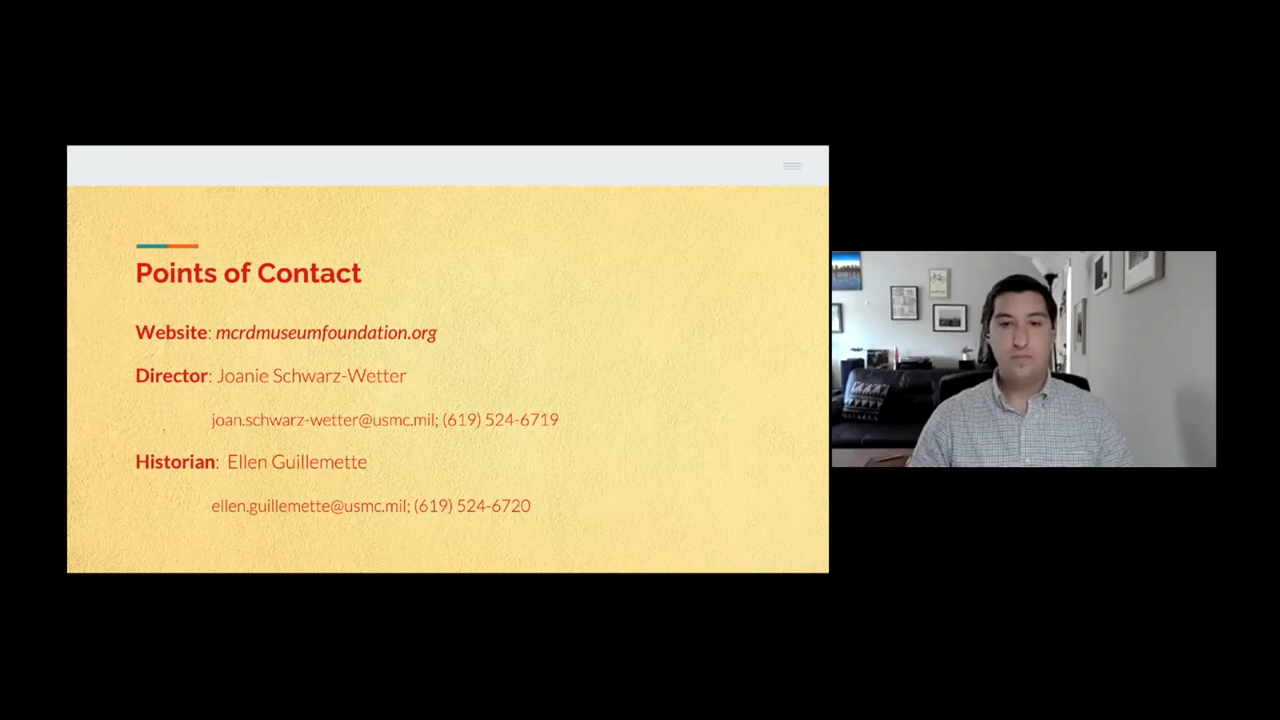 Points of Contact
Website: mcrdmuseumfoundation.org
Director: Joanie Schwarz-Wetter
joan.schwarz-wetter@usmc.mil; (619) 524-6719
Historian: Ellen Guillemette
ellen.guillemette@usmc.mil; (619) 524-6720